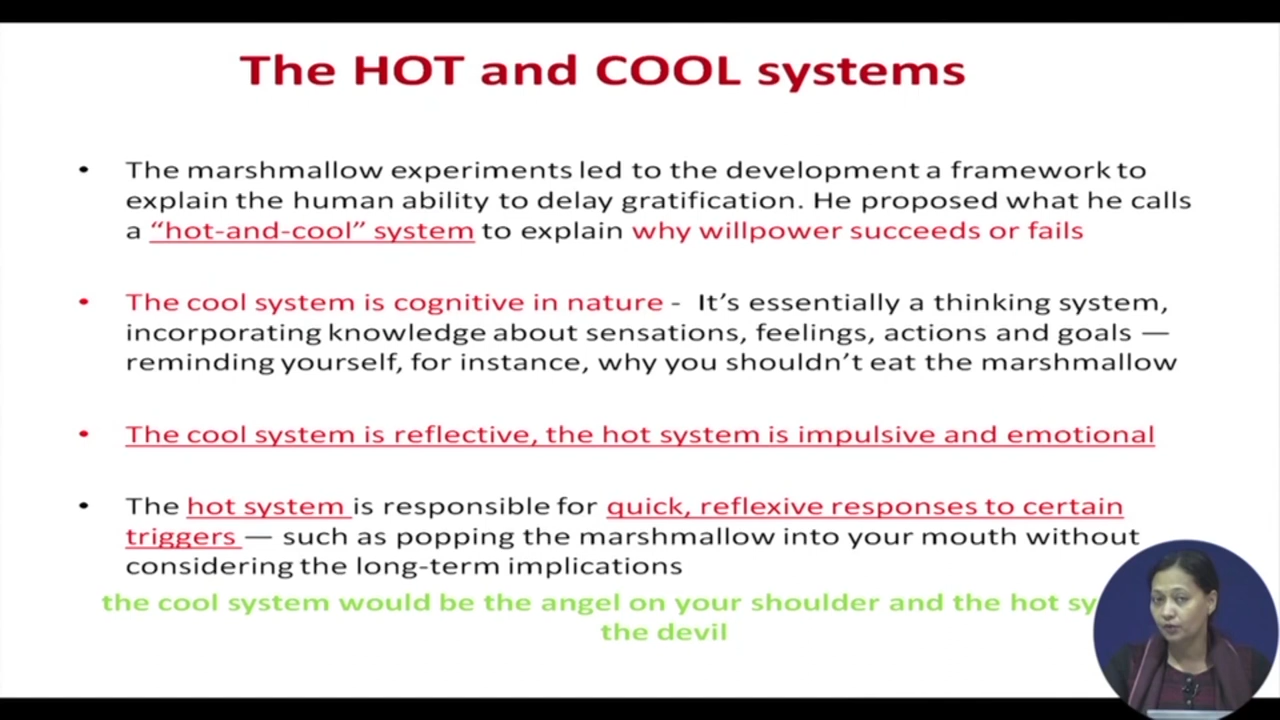 The HOT and COOL systems
• The marshmallow experiments led to the development a framework to
explain the human ability to delay gratification. He proposed what he calls
a “hot-and-cool” system to explain why willpower succeeds or fails
• The cool system is cognitive in nature - It’s essentially a thinking system,
incorporating knowledge about sensations, feelings, actions and goals —
reminding yourself, for instance, why you shouldn’t eat the marshmallow
• The cool system is reflective, the hot system is impulsive and emotional
• The hot system is responsible for quick, reflexive responses to certain
triggers — such as popping the marshmallow into your mouth without
considering the long-term implications
the cool system would be the angel on your shoulder and the hot
the devil